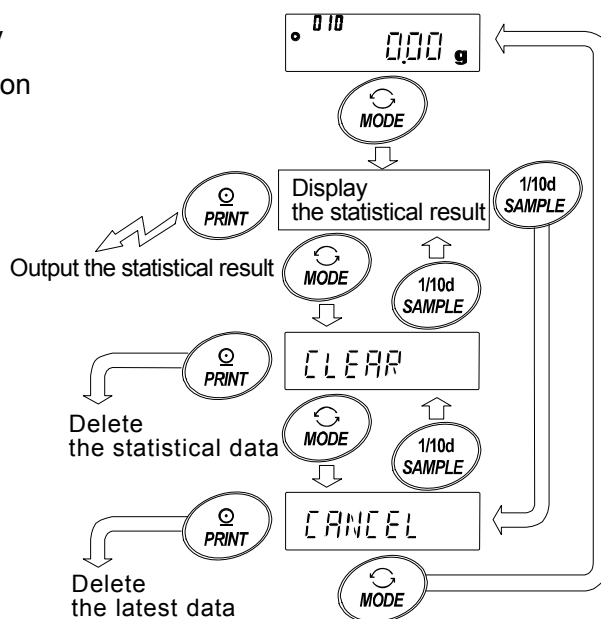 010
0.00 g
on
MODE
Display
the statistical result
1/10d
SAMPLE
PRINT
Output the statistical result
MODE
1/10d
SAMPLE
PRINT
CLEAR
Delete
the statistical data
MODE
1/10d
SAMPLE
PRINT
CANCEL
Delete
the latest data
MODE